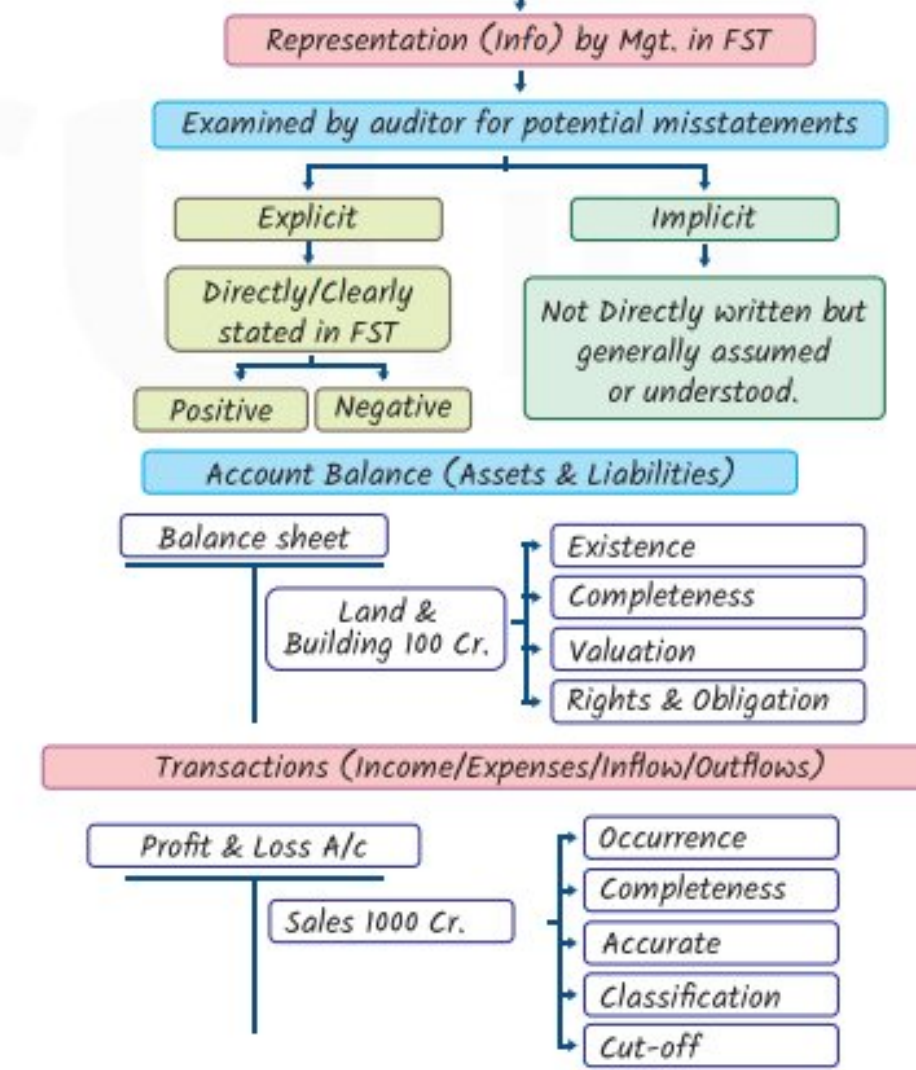 Representation (Info) by Mgt. in FST
Examined by auditor for potential misstatements
Explicit
Implicit
Directly/Clearly
stated in FST
Not Directly written but
generally assumed
or understood.
Positive
Negative
Account Balance (Assets & Liabilities)
Balance sheet
Land &
Building 100 Cr.
Existence
Completeness
Valuation
Rights & Obligation
Transactions (Income/Expenses/Inflow/Outflows)
Profit & Loss A/c
Sales 1000 Cr.
Occurrence
Completeness
Accurate
Classification
Cut-off